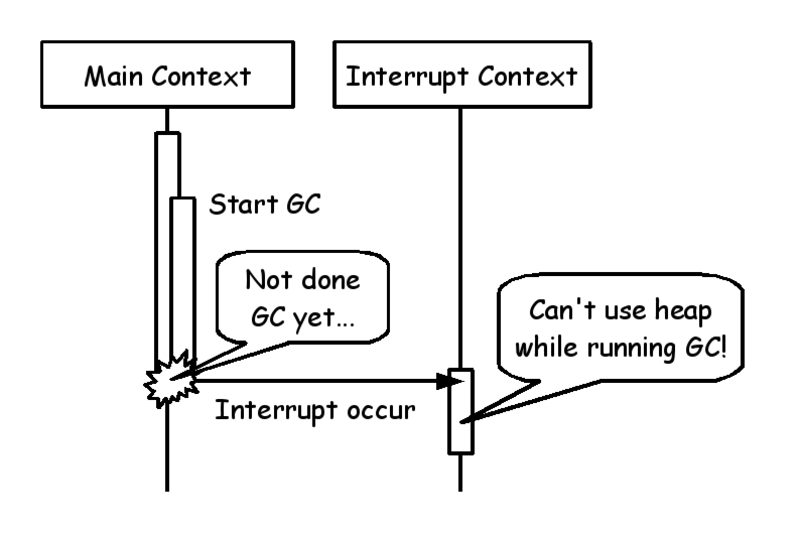 Main Context
Interrupt Context
Start GC
Not done
GC yet...
Can't use heap
while running GC!
Interrupt occur